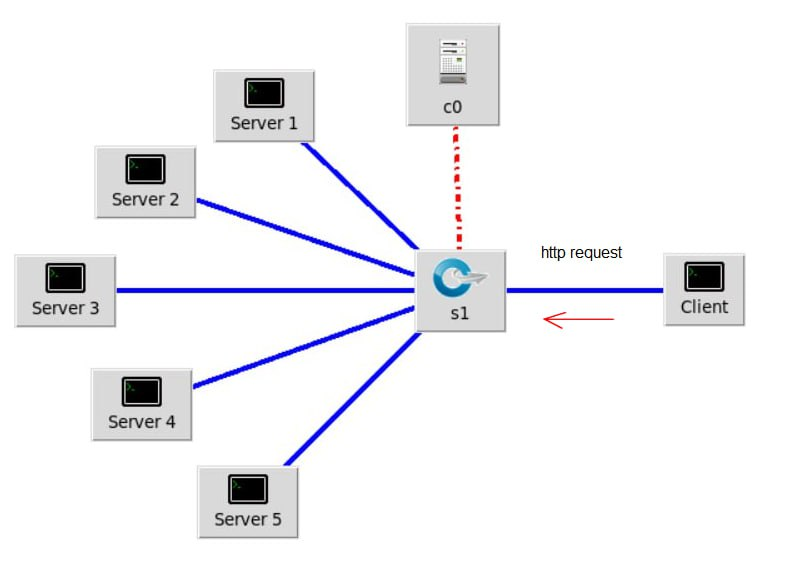 c0
Server 1
Server 2
http request
Server 3
s1
Client
Server 4
Server 5